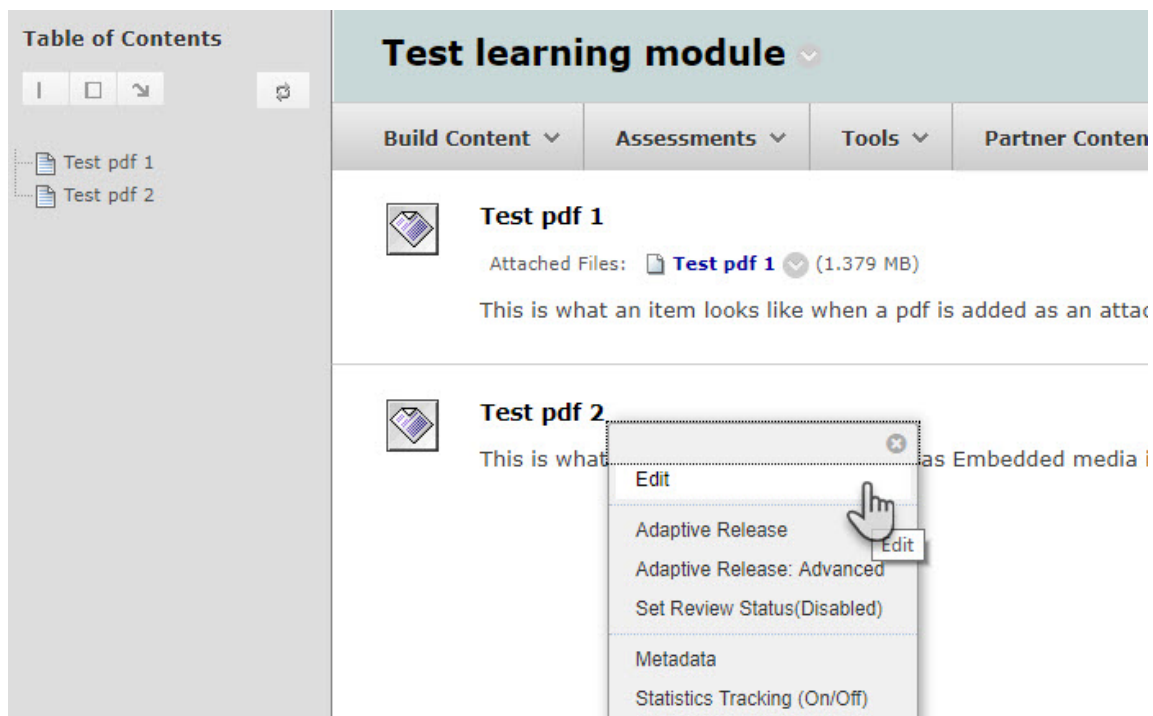 Table of Contents
Test pdf 1
Test pdf 2
Test learning module
Build Content
Assessments
Tools
Partner Conten
Test pdf 1
Attached Files: Test pdf 1 (1.379 MB)
This is what an item looks like when a pdf is added as an attac
Test pdf 2
This is what as Embedded media i
Edit
Edit
Adaptive Release
Adaptive Release: Advanced
Set Review Status(Disabled)
Metadata
Statistics Tracking (On/Off)